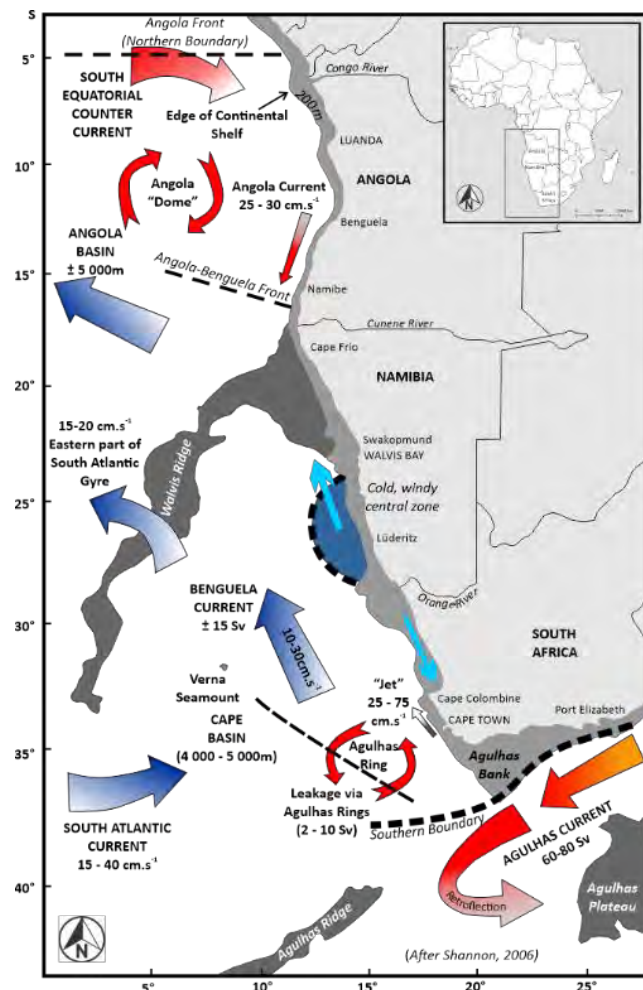 S
5°
10°
15°
20°
25°
30°
35°
40°
Angola Front
(Northern Boundary)
SOUTH
EQUATORIAL
COUNTER
CURRENT
Congo River
200m
Edge of Continental
Shelf
LUANDA
Angola
"Dome"
Angola Current
25 - 30 cm.s⁻¹
ANGOLA
Benguela
ANGOLA
BASIN
± 5 000m
Angola-Benguela Front
Namibe
Cunene River
Cape Frio
NAMIBIA
15-20 cm.s⁻¹
Eastern part of
South Atlantic
Gyre
Walvis Ridge
Swakopmund
WALVIS BAY
Cold, windy
central zone
Lüderitz
BENGUELA
CURRENT
± 15 Sv
10-30cm.s⁻¹
Orange River
SOUTH
AFRICA
Verna
Seamount
CAPE
BASIN
(4 000 - 5 000m)
"Jet"
25 - 75
cm.s⁻¹
Cape Colombine
CAPE TOWN
Port Elizabeth
Agulhas
Ring
Agulhas
Bank
Leakage via
Agulhas Rings
(2 - 10 Sv)
Southern Boundary
SOUTH ATLANTIC
CURRENT
15 - 40 cm.s⁻¹
AGULHAS CURRENT
60-80 Sv
Retroflection
Agulhas
Plateau
Agulhas Ridge
N
(After Shannon, 2006)
5°
10°
15°
20°
25°